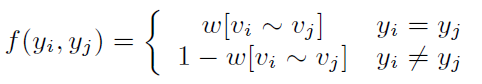 f(y_i, y_j) = { w[v_i ∼ v_j]   y_i = y_j
1 − w[v_i ∼ v_j]   y_i ≠ y_j